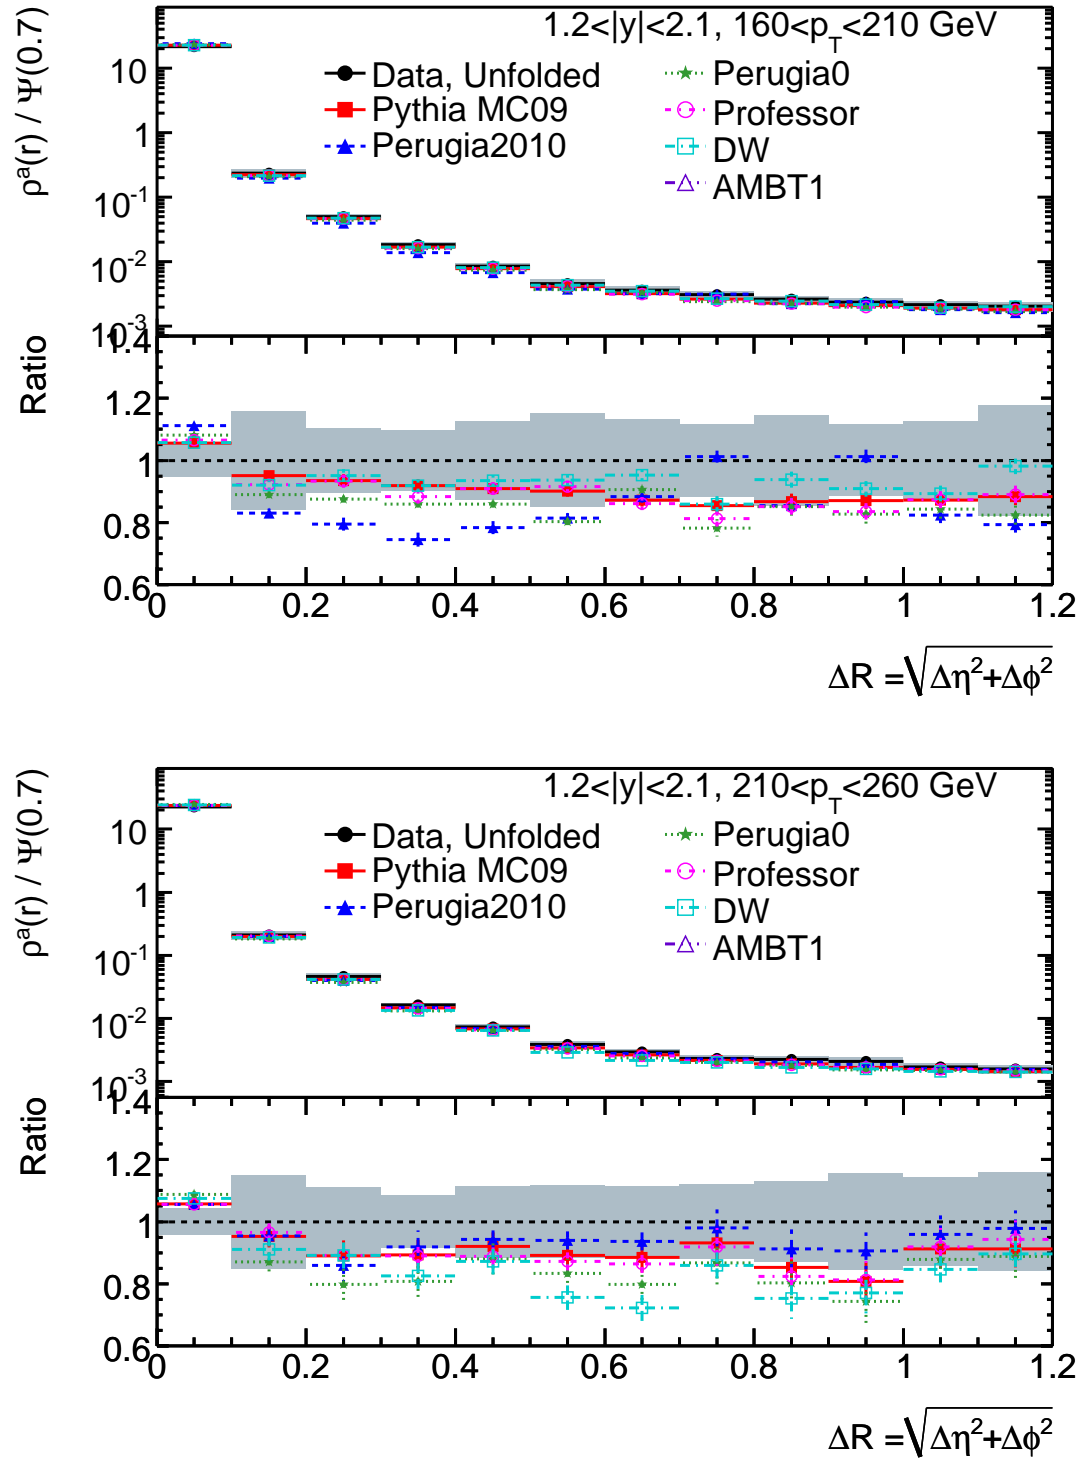 1.2<|y|<2.1, 160<p_T<210 GeV
ρ^a(r) / Ψ(0.7)
10
1
10^-1
10^-2
10^-3
Data, Unfolded
Pythia MC09
Perugia2010
Perugia0
Professor
DW
AMBT1
Ratio
1.4
1.2
1
0.8
0.6
0 0.2 0.4 0.6 0.8 1 1.2
ΔR = √Δη²+Δϕ²
1.2<|y|<2.1, 210<p_T<260 GeV
ρ^a(r) / Ψ(0.7)
10
1
10^-1
10^-2
10^-3
Data, Unfolded
Pythia MC09
Perugia2010
Perugia0
Professor
DW
AMBT1
Ratio
1.4
1.2
1
0.8
0.6
0 0.2 0.4 0.6 0.8 1 1.2
ΔR = √Δη²+Δϕ²